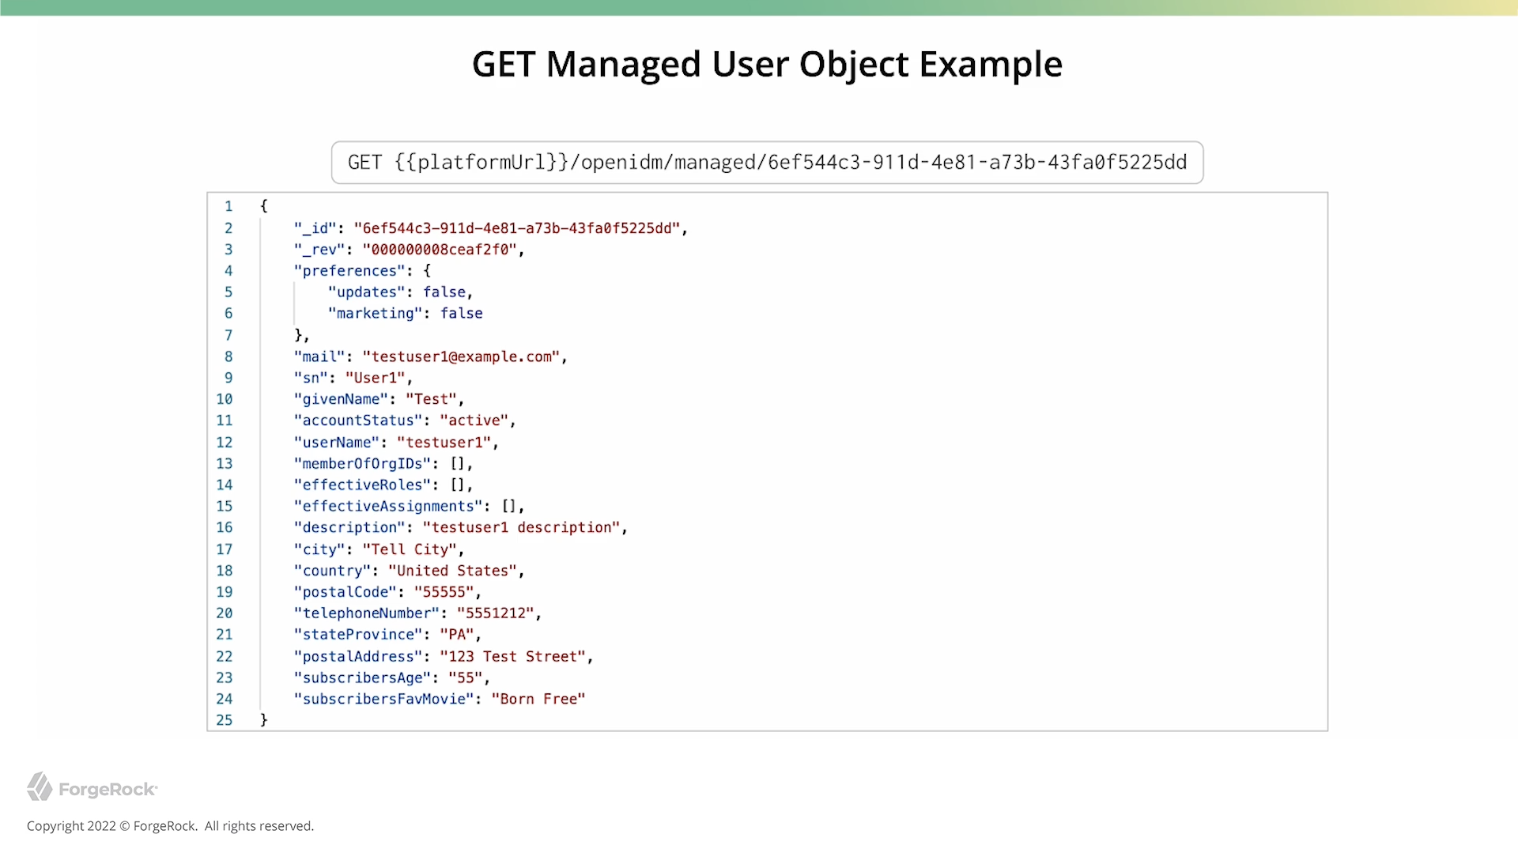 GET Managed User Object Example
GET {{platformUrl}}/openidm/managed/6ef544c3-911d-4e81-a73b-43fa0f5225dd
1 {
2 "_id": "6ef544c3-911d-4e81-a73b-43fa0f5225dd",
3 "_rev": "000000008ceaf2f0",
4 "preferences": {
5 "updates": false,
6 "marketing": false
7 },
8 "mail": "testuser1@example.com",
9 "sn": "User1",
10 "givenName": "Test",
11 "accountStatus": "active",
12 "userName": "testuser1",
13 "memberOfOrgIDs": [],
14 "effectiveRoles": [],
15 "effectiveAssignments": [],
16 "description": "testuser1 description",
17 "city": "Tell City",
18 "country": "United States",
19 "postalCode": "55555",
20 "telephoneNumber": "5551212",
21 "stateProvince": "PA",
22 "postalAddress": "123 Test Street",
23 "subscribersAge": "55",
24 "subscribersFavMovie": "Born Free"
25 }
ForgeRock
Copyright 2022 © ForgeRock. All rights reserved.